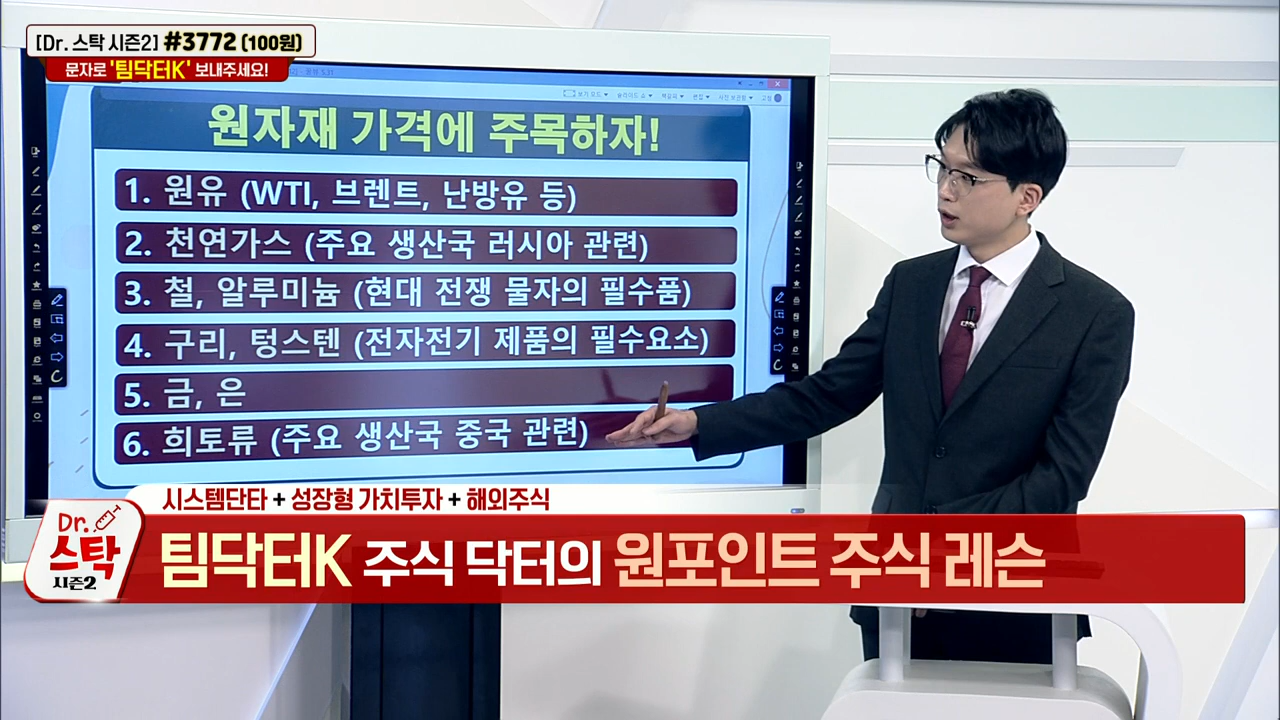 [Dr. 스탁 시즌2] #3772 (100원)
문자로 '팀닥터K' 보내주세요!
원자재 가격에 주목하자!
1. 원유 (WTI, 브렌트, 난방유 등)
2. 천연가스 (주요 생산국 러시아 관련)
3. 철, 알루미늄 (현대 전쟁 물자의 필수품)
4. 구리, 텅스텐 (전자전기 제품의 필수요소)
5. 금, 은
6. 희토류 (주요 생산국 중국 관련)
시스템단타 + 성장형 가치투자 + 해외주식
Dr.
스탁
시즌2
팀닥터K 주식 닥터의 원포인트 주식 레슨